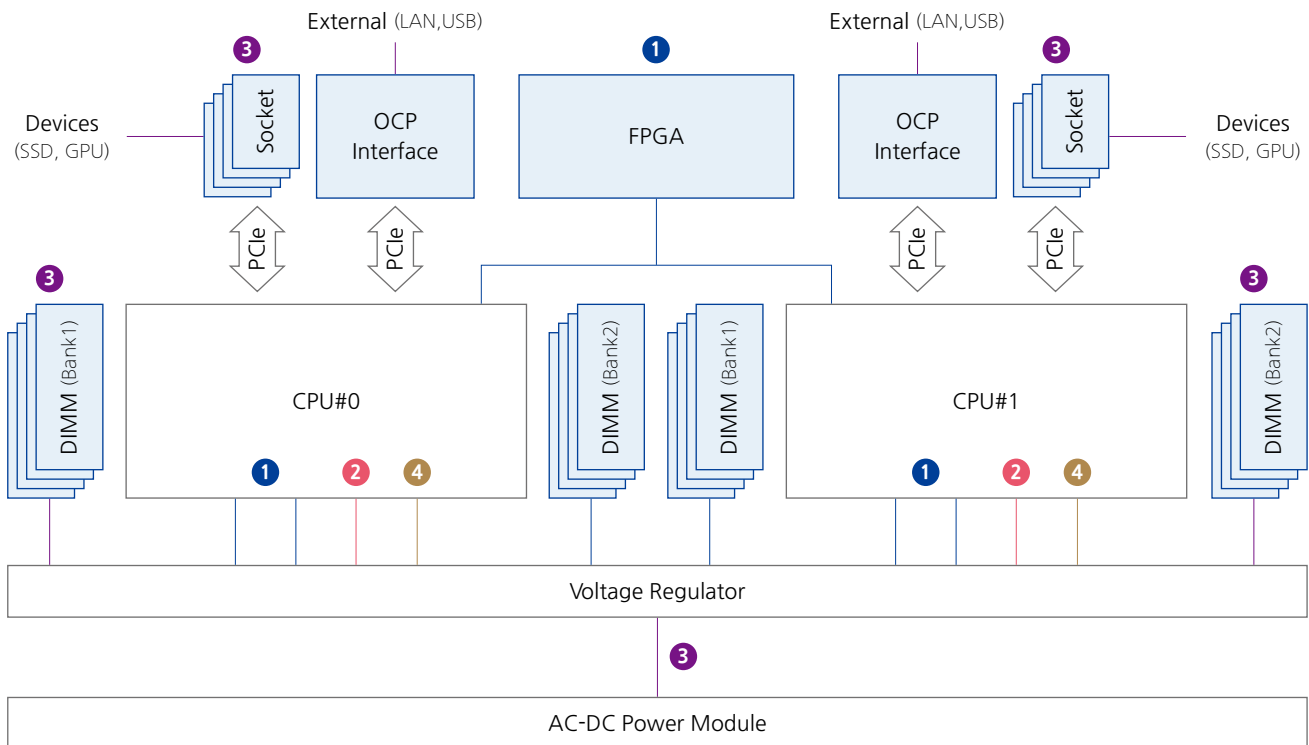 External (LAN,USB)
External (LAN,USB)
3
1
3
Devices
(SSD, GPU)
Socket
OCP
Interface
FPGA
OCP
Interface
Socket
Devices
(SSD, GPU)
PCIe
PCIe
PCIe
PCIe
3
3
DIMM (Bank1)
CPU#0
DIMM (Bank2)
DIMM (Bank1)
CPU#1
DIMM (Bank2)
1
2
4
1
2
4
Voltage Regulator
3
AC-DC Power Module